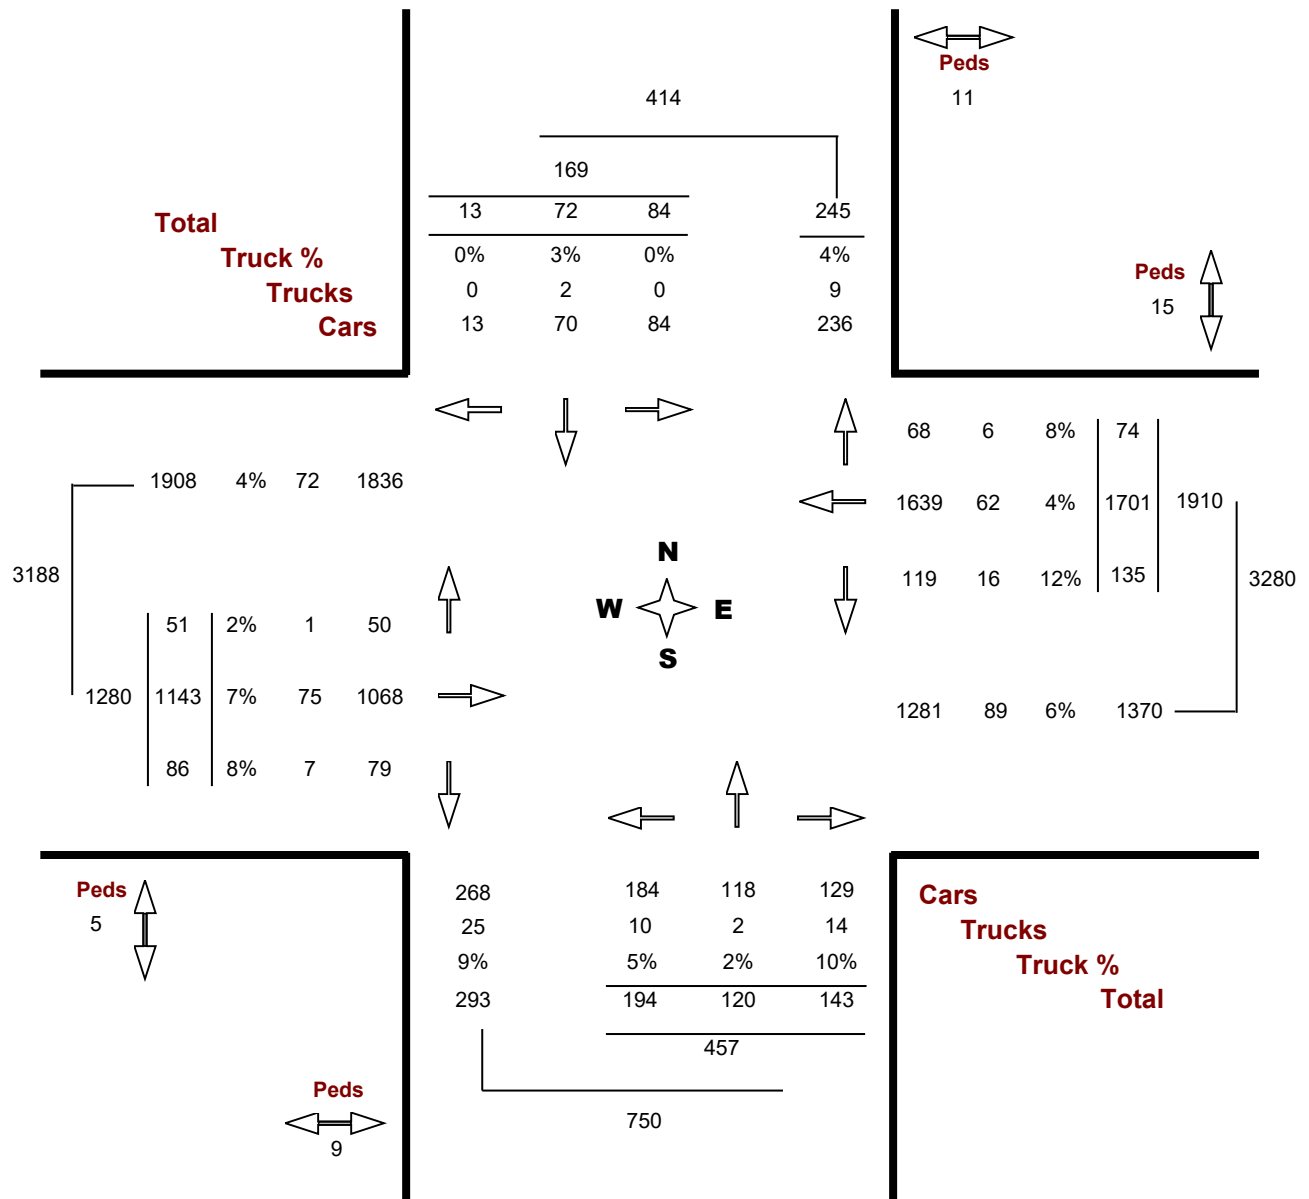 Peds
11
414
169
13 72 84 245
Total
0% 3% 0% 4%
Truck %
0 2 0 9
Trucks
13 70 84 236
Cars
Peds
15
68 6 8% 74
1908 4% 72 1836
1639 62 4% 1701 1910
N
3188
119 16 12% 135 3280
W E
51 2% 1 50
S
1280 1143 7% 75 1068
1281 89 6% 1370
86 8% 7 79
Peds
5
268 184 118 129
Cars
25 10 2 14
Trucks
9% 5% 2% 10%
Truck %
293 194 120 143
Total
457
Peds
9
750